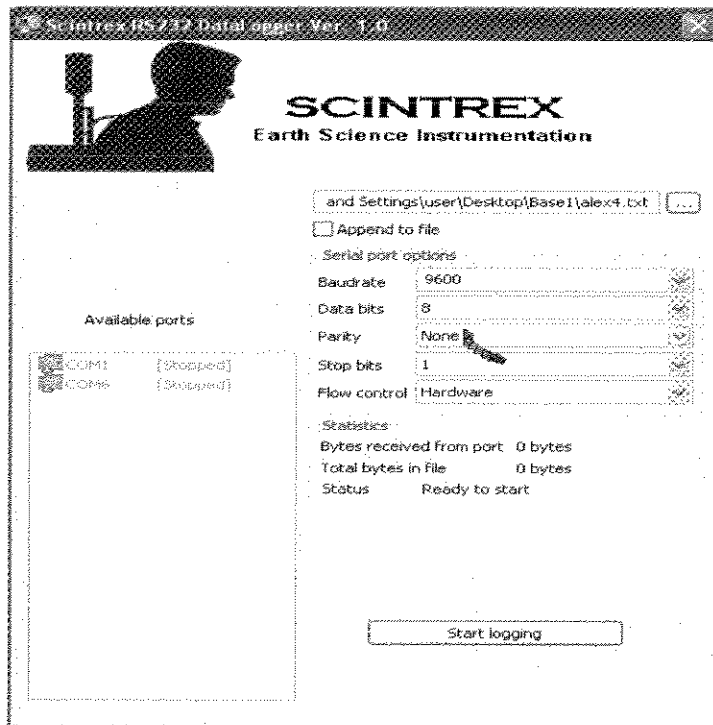 Scintrex RS232 DataLogger Ver 1.0
SCINTREX
Earth Science Instrumentation
and Settings\user\Desktop\Base1\alex4.txt ...
Append to file
Serial port options
Baudrate 9600
Data bits 8
Parity None
Stop bits 1
Flow control Hardware
Available ports
COM1 [Stopped]
COM6 [Stopped]
Statistics
Bytes received from port 0 bytes
Total bytes in file 0 bytes
Status Ready to start
Start logging